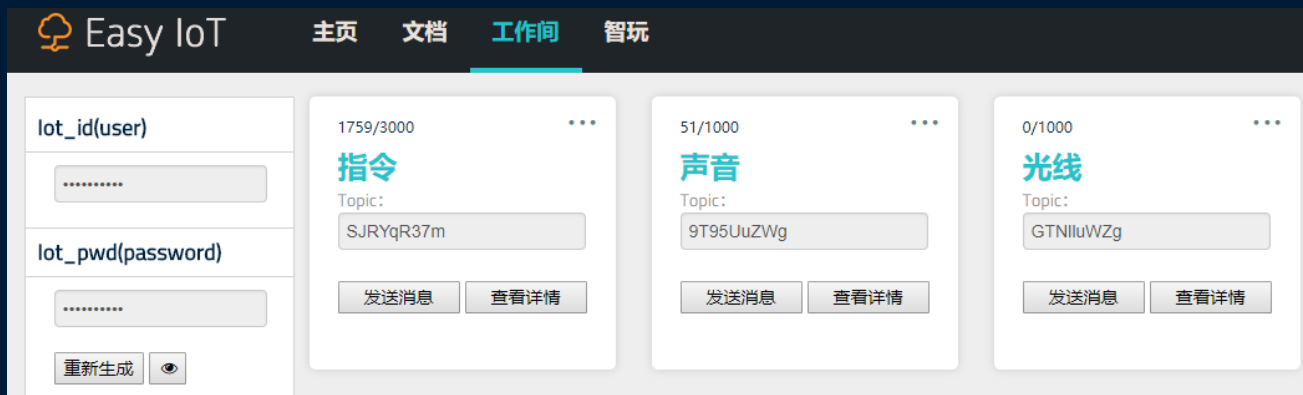 Easy IoT
主页 文档 工作间 智玩
Iot_id(user)
••••••••••
Iot_pwd(password)
••••••••••
重新生成
1759/3000
指令
Topic:
SJRYqR37m
发送消息 查看详情
51/1000
声音
Topic:
9T95UuZWg
发送消息 查看详情
0/1000
光线
Topic:
GTNlluWZg
发送消息 查看详情